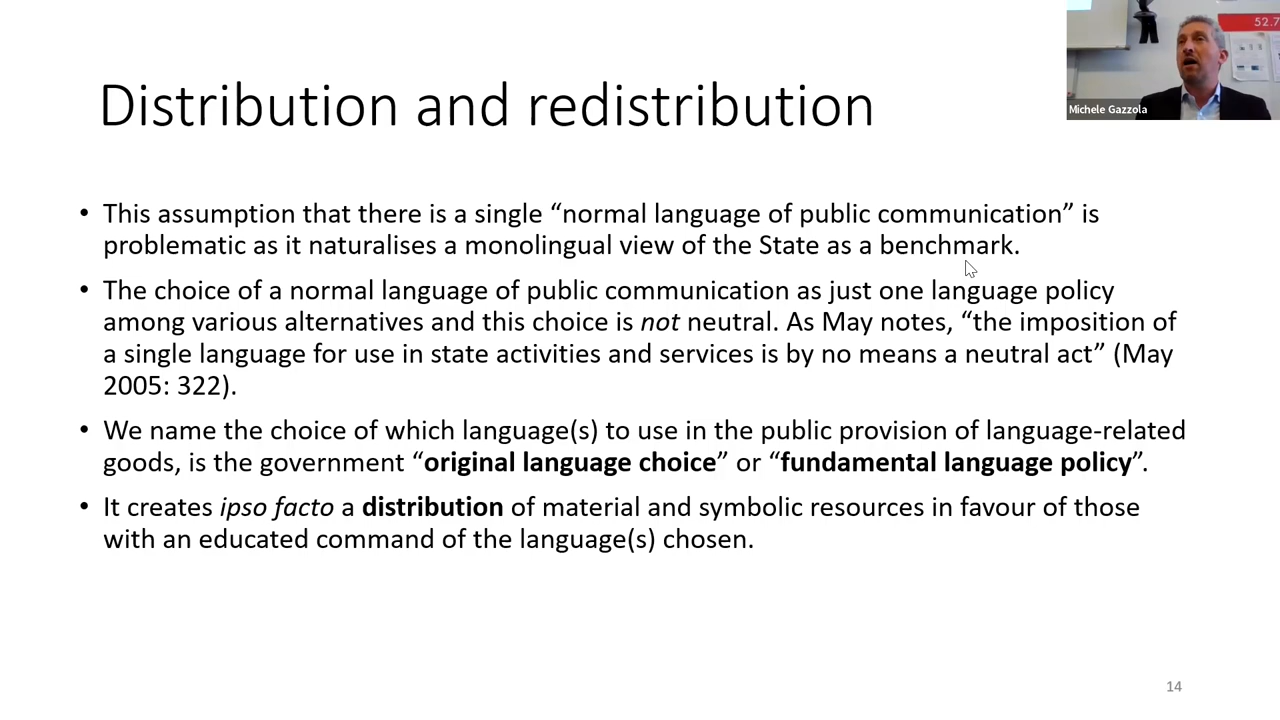 52.7
Michele Gazzola
Distribution and redistribution
• This assumption that there is a single “normal language of public communication” is
problematic as it naturalises a monolingual view of the State as a benchmark.
• The choice of a normal language of public communication as just one language policy
among various alternatives and this choice is not neutral. As May notes, “the imposition of
a single language for use in state activities and services is by no means a neutral act” (May
2005: 322).
• We name the choice of which language(s) to use in the public provision of language-related
goods, is the government “original language choice” or “fundamental language policy”.
• It creates ipso facto a distribution of material and symbolic resources in favour of those
with an educated command of the language(s) chosen.
14